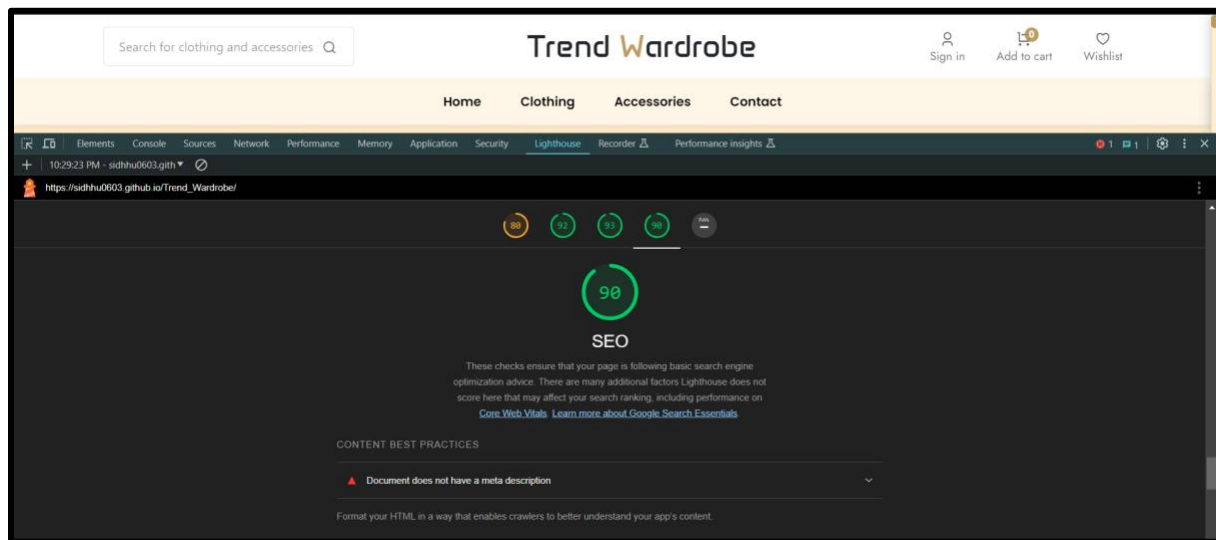 Search for clothing and accessories
Trend Wardrobe
Sign in
0
Add to cart
Wishlist
Home Clothing Accessories Contact
Elements Console Sources Network Performance Memory Application Security Lighthouse Recorder Performance insights 1 1
10:29:23 PM - sidhhu0603.gith
https://sidhhu0603.github.io/Trend_Wardrobe/
80 92 93 90
90
SEO
These checks ensure that your page is following basic search engine
optimization advice. There are many additional factors Lighthouse does not
score here that may affect your search ranking, including performance on
Core Web Vitals. Learn more about Google Search Essentials.
CONTENT BEST PRACTICES
Document does not have a meta description
Format your HTML in a way that enables crawlers to better understand your app's content.